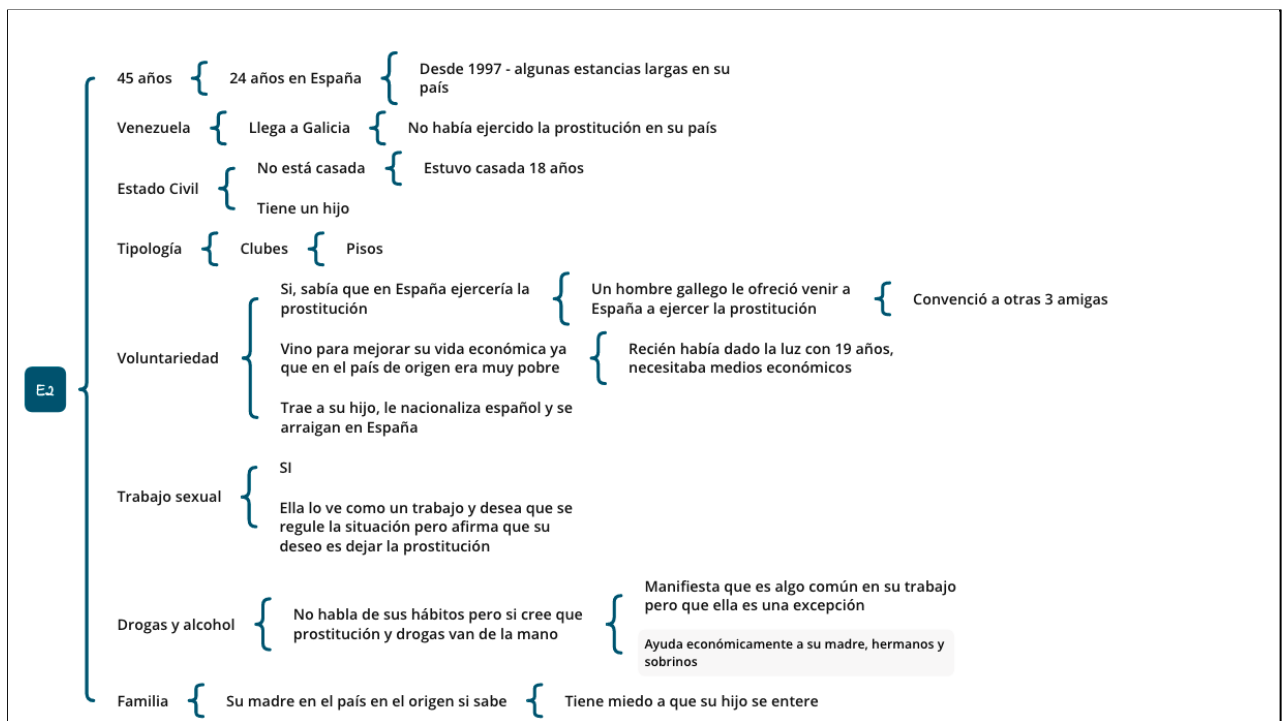 45 años
24 años en España
Desde 1997 - algunas estancias largas en su
país
Venezuela
Llega a Galicia
No había ejercido la prostitución en su país
Estado Civil
No está casada
Estuvo casada 18 años
Tiene un hijo
Tipología
Clubes
Pisos
E2
Voluntariedad
Si, sabía que en España ejercería la
prostitución
Un hombre gallego le ofreció venir a
España a ejercer la prostitución
Convenció a otras 3 amigas
Vino para mejorar su vida económica ya
que en el país de origen era muy pobre
Recién había dado la luz con 19 años,
necesitaba medios económicos
Trae a su hijo, le nacionaliza español y se
arraigan en España
Trabajo sexual
SI
Ella lo ve como un trabajo y desea que se
regule la situación pero afirma que su
deseo es dejar la prostitución
Drogas y alcohol
No habla de sus hábitos pero si cree que
prostitución y drogas van de la mano
Manifiesta que es algo común en su trabajo
pero que ella es una excepción
Ayuda económicamente a su madre, hermanos y
sobrinos
Familia
Su madre en el país en el origen si sabe
Tiene miedo a que su hijo se entere